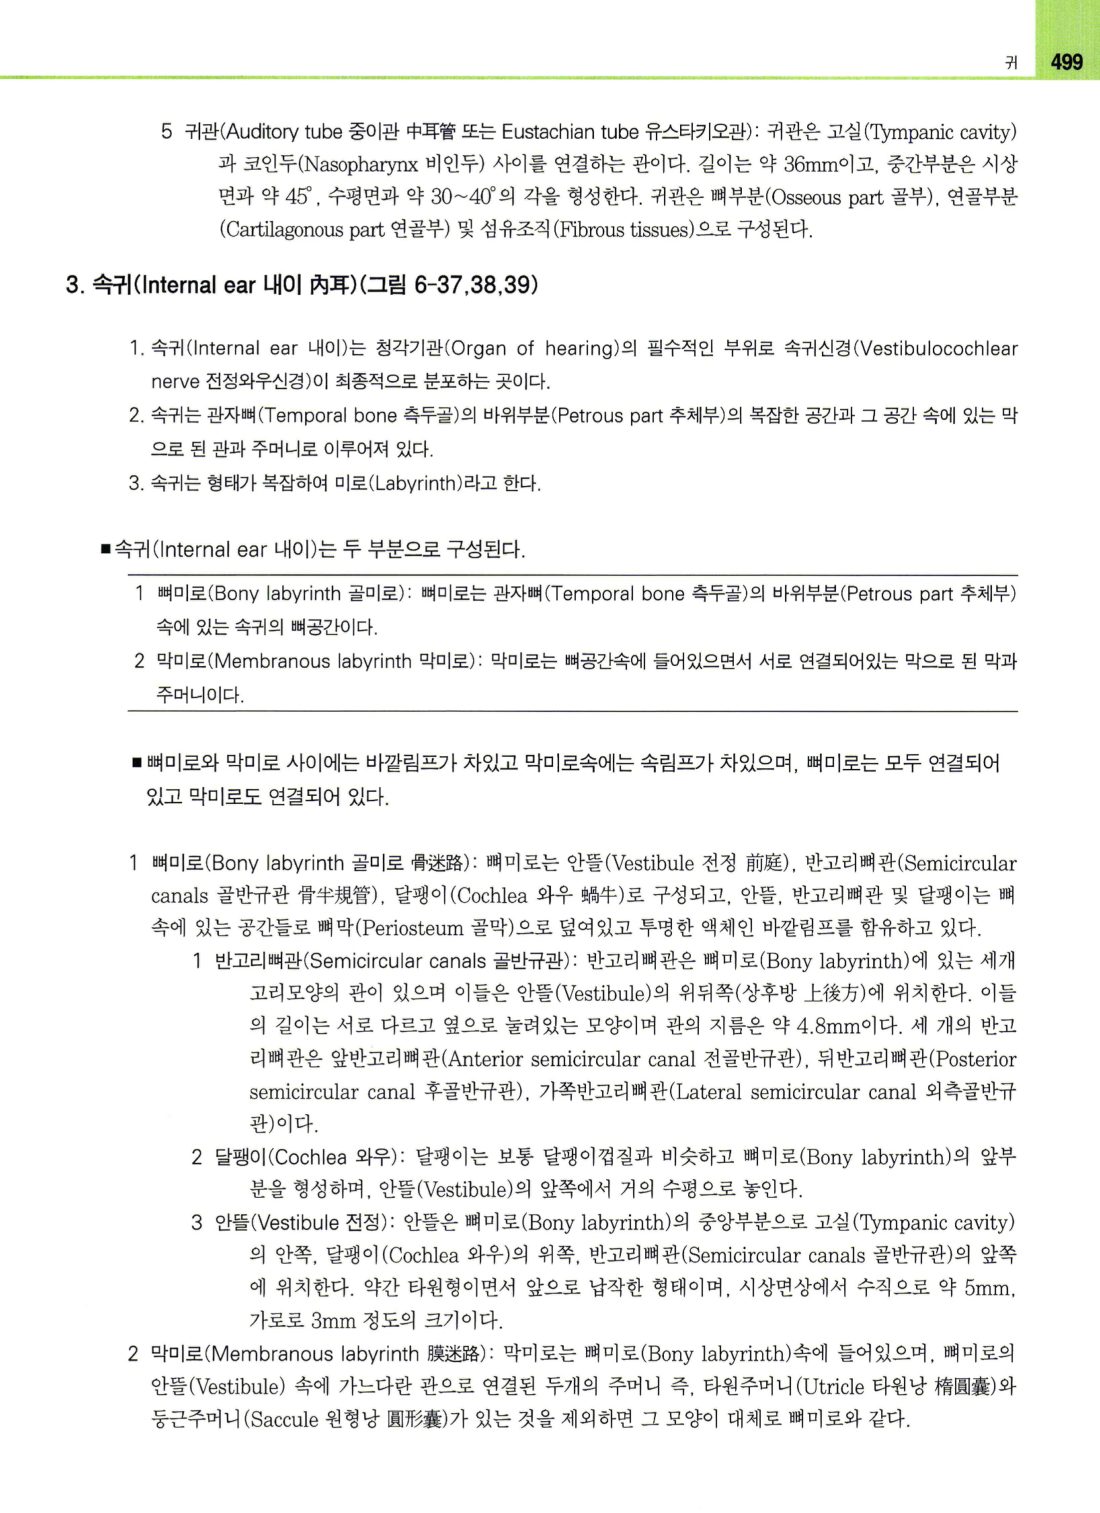 귀 499
5 귀관(Auditory tube 중이관 中耳管 또는 Eustachian tube 유스타키오관): 귀관은 고실(Tympanic cavity)
과 코인두(Nasopharynx 비인두) 사이를 연결하는 관이다. 길이는 약 36mm이고, 중간부분은 시상
면과 약 45°, 수평면과 약 30~40°의 각을 형성한다. 귀관은 뼈부분(Osseous part 골부), 연골부분
(Cartilagonous part 연골부) 및 섬유조직(Fibrous tissues)으로 구성된다.
3. 속귀(Internal ear 내이 內耳)(그림 6-37,38,39)
1. 속귀(Internal ear 내이)는 청각기관(Organ of hearing)의 필수적인 부위로 속귀신경(Vestibulocochlear
nerve 전정와우신경)이 최종적으로 분포하는 곳이다.
2. 속귀는 관자뼈(Temporal bone 측두골)의 바위부분(Petrous part 추체부)의 복잡한 공간과 그 공간 속에 있는 막
으로 된 관과 주머니로 이루어져 있다.
3. 속귀는 형태가 복잡하여 미로(Labyrinth)라고 한다.
■ 속귀(Internal ear 내이)는 두 부분으로 구성된다.
1 뼈미로(Bony labyrinth 골미로): 뼈미로는 관자뼈(Temporal bone 측두골)의 바위부분(Petrous part 추체부)
속에 있는 속귀의 뼈공간이다.
2 막미로(Membranous labyrinth 막미로): 막미로는 뼈공간속에 들어있으면서 서로 연결되어있는 막으로 된 막과
주머니이다.
■ 뼈미로와 막미로 사이에는 바깥림프가 차있고 막미로속에는 속림프가 차있으며, 뼈미로는 모두 연결되어
있고 막미로도 연결되어 있다.
1 뼈미로(Bony labyrinth 골미로 骨迷路): 뼈미로는 안뜰(Vestibule 전정 前庭), 반고리뼈관(Semicircular
canals 골반규관 骨半規管), 달팽이(Cochlea 와우 蝸牛)로 구성되고, 안뜰, 반고리뼈관 및 달팽이는 뼈
속에 있는 공간들로 뼈막(Periosteum 골막)으로 덮여있고 투명한 액체인 바깥림프를 함유하고 있다.
1 반고리뼈관(Semicircular canals 골반규관): 반고리뼈관은 뼈미로(Bony labyrinth)에 있는 세개
고리모양의 관이 있으며 이들은 안뜰(Vestibule)의 위뒤쪽(상후방 上後方)에 위치한다. 이들
의 길이는 서로 다르고 옆으로 눌려있는 모양이며 관의 지름은 약 4.8mm이다. 세 개의 반고
리뼈관은 앞반고리뼈관(Anterior semicircular canal 전골반규관), 뒤반고리뼈관(Posterior
semicircular canal 후골반규관), 가쪽반고리뼈관(Lateral semicircular canal 외측골반규
관)이다.
2 달팽이(Cochlea 와우): 달팽이는 보통 달팽이껍질과 비슷하고 뼈미로(Bony labyrinth)의 앞부
분을 형성하며, 안뜰(Vestibule)의 앞쪽에서 거의 수평으로 놓인다.
3 안뜰(Vestibule 전정): 안뜰은 뼈미로(Bony labyrinth)의 중앙부분으로 고실(Tympanic cavity)
의 안쪽, 달팽이(Cochlea 와우)의 위쪽, 반고리뼈관(Semicircular canals 골반규관)의 앞쪽
에 위치한다. 약간 타원형이면서 앞으로 납작한 형태이며, 시상면상에서 수직으로 약 5mm,
가로로 3mm 정도의 크기이다.
2 막미로(Membranous labyrinth 膜迷路): 막미로는 뼈미로(Bony labyrinth)속에 들어있으며, 뼈미로의
안뜰(Vestibule) 속에 가느다란 관으로 연결된 두개의 주머니 즉, 타원주머니(Utricle 타원낭 楕圓囊)와
둥근주머니(Saccule 원형낭 圓形囊)가 있는 것을 제외하면 그 모양이 대체로 뼈미로와 같다.